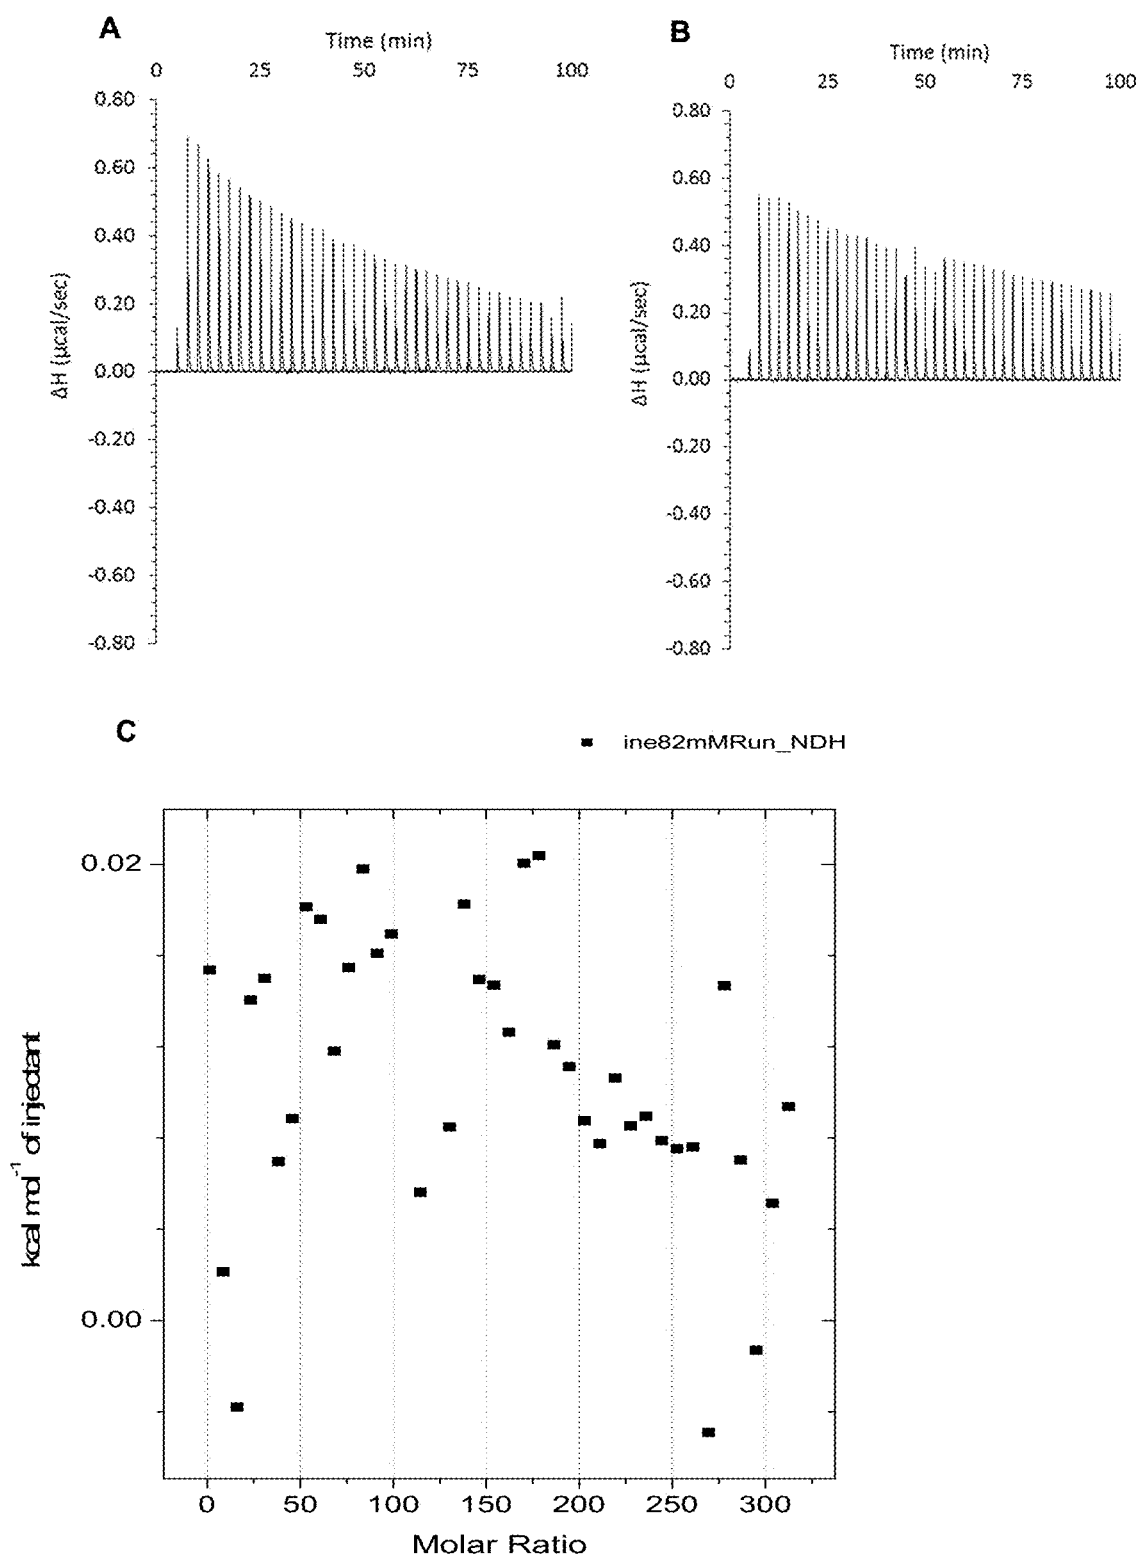 A
Time (min)
0 25 50 75 100
0.80
0.60
0.40
0.20
0.00
-0.20
-0.40
-0.60
-0.80
ΔH (µcal/sec)
B
Time (min)
0 25 50 75 100
0.80
0.60
0.40
0.20
0.00
-0.20
-0.40
-0.60
-0.80
ΔH (µcal/sec)
C
ine82mMRun_NDH
0.02
0.00
kcal mol⁻¹ of injectant
0 50 100 150 200 250 300
Molar Ratio